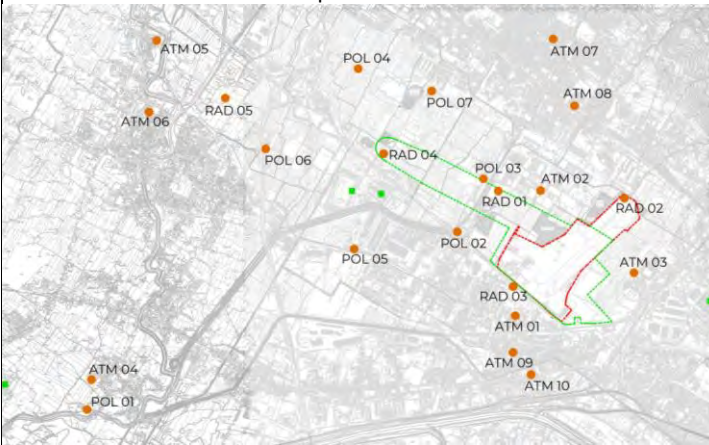 ATM 05
ATM 07
POL 04
RAD 05
POL 07
ATM 08
ATM 06
POL 06
RAD 04
POL 03
RAD 01
ATM 02
RAD 02
POL 02
POL 05
ATM 03
RAD 03
ATM 01
ATM 09
ATM 10
ATM 04
POL 01